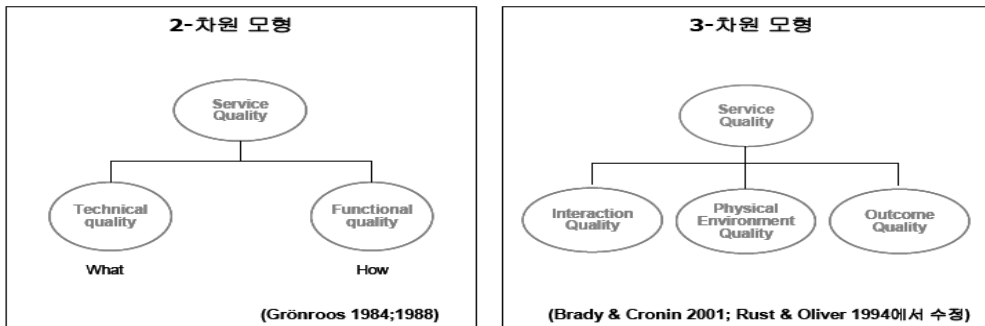 2-차원 모형
Service
Quality
Technical
quality
Functional
quality
What
How
(Grönroos 1984;1988)
3-차원 모형
Service
Quality
Interaction
Quality
Physical
Environment
Quality
Outcome
Quality
(Brady & Cronin 2001; Rust & Oliver 1994에서 수정)